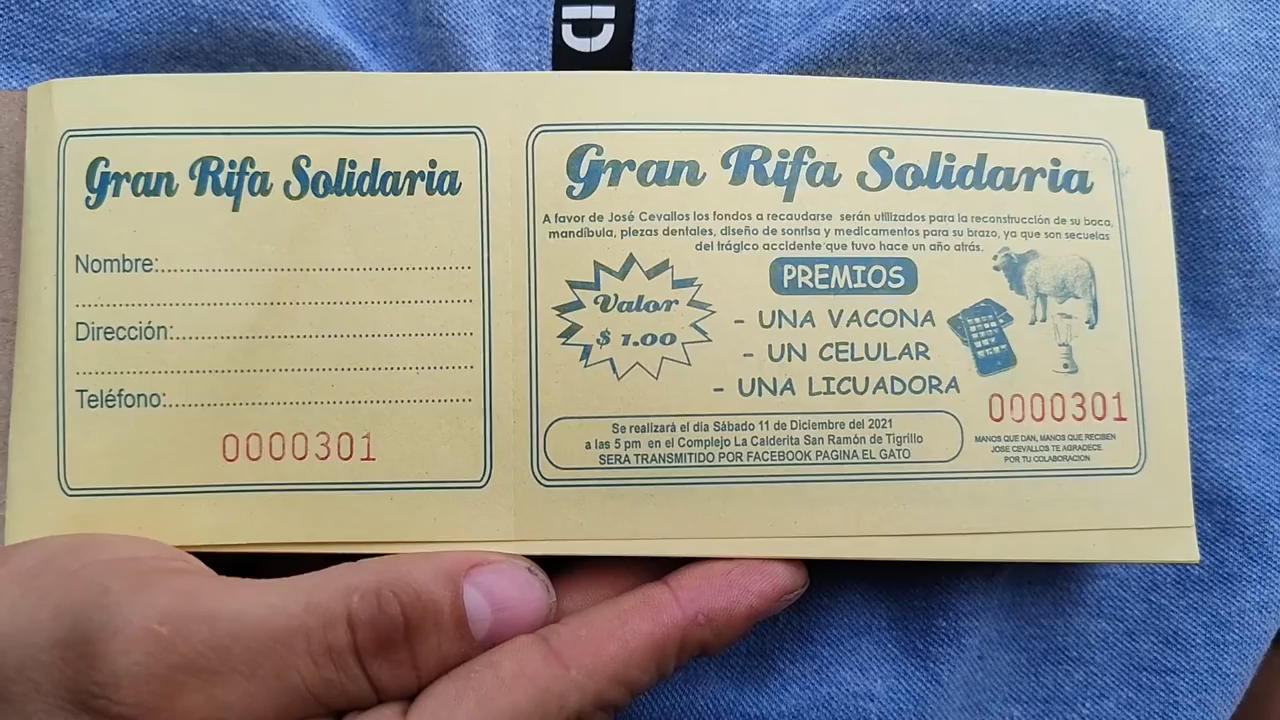 Gran Rifa Solidaria
Nombre:
Dirección:
Teléfono:
0000301
Gran Rifa Solidaria
A favor de José Cevallos los fondos a recaudarse serán utilizados para la reconstrucción de su boca,
mandíbula, piezas dentales, diseño de sonrisa y medicamentos para su brazo, ya que son secuelas
del trágico accidente que tuvo hace un año atrás.
Valor
$ 1.00
PREMIOS
- UNA VACONA
- UN CELULAR
- UNA LICUADORA
0000301
Se realizará el día Sábado 11 de Diciembre del 2021
a las 5 pm en el Complejo La Calderita San Ramón de Tigrillo
SERA TRANSMITIDO POR FACEBOOK PAGINA EL GATO
MANOS QUE DAN, MANOS QUE RECIBEN
JOSE CEVALLOS TE AGRADECE
POR TU COLABORACION